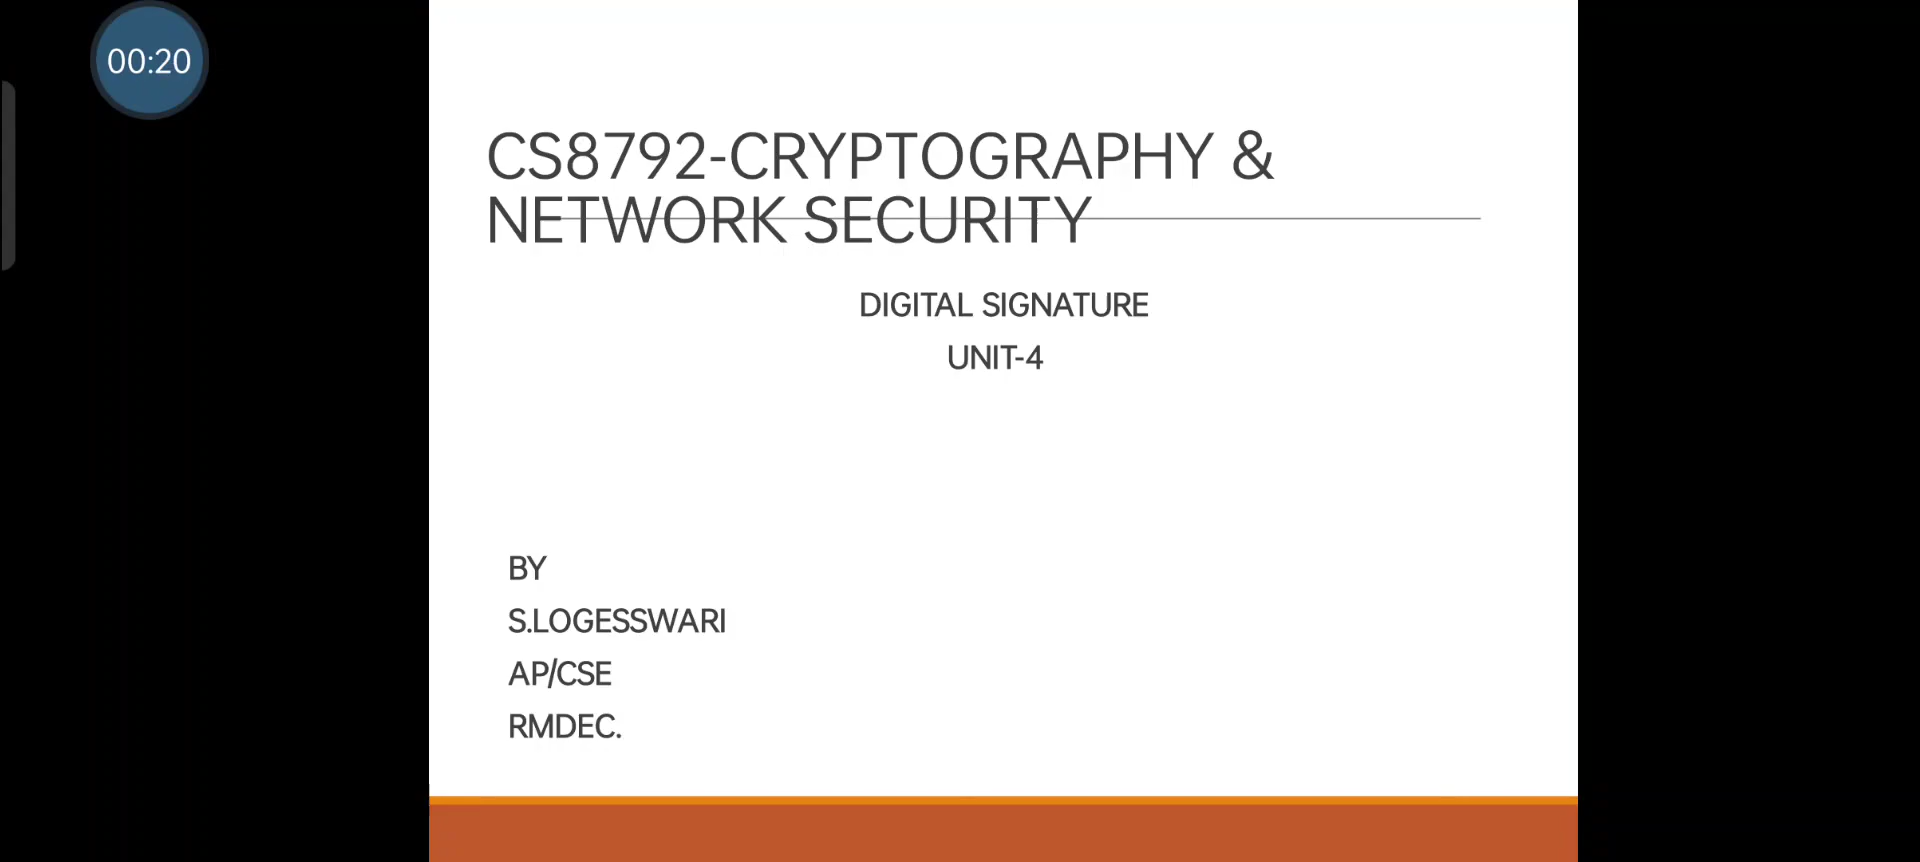 00:20
CS8792-CRYPTOGRAPHY &
NETWORK SECURITY
DIGITAL SIGNATURE
UNIT-4
BY
S.LOGESSWARI
AP/CSE
RMDEC.